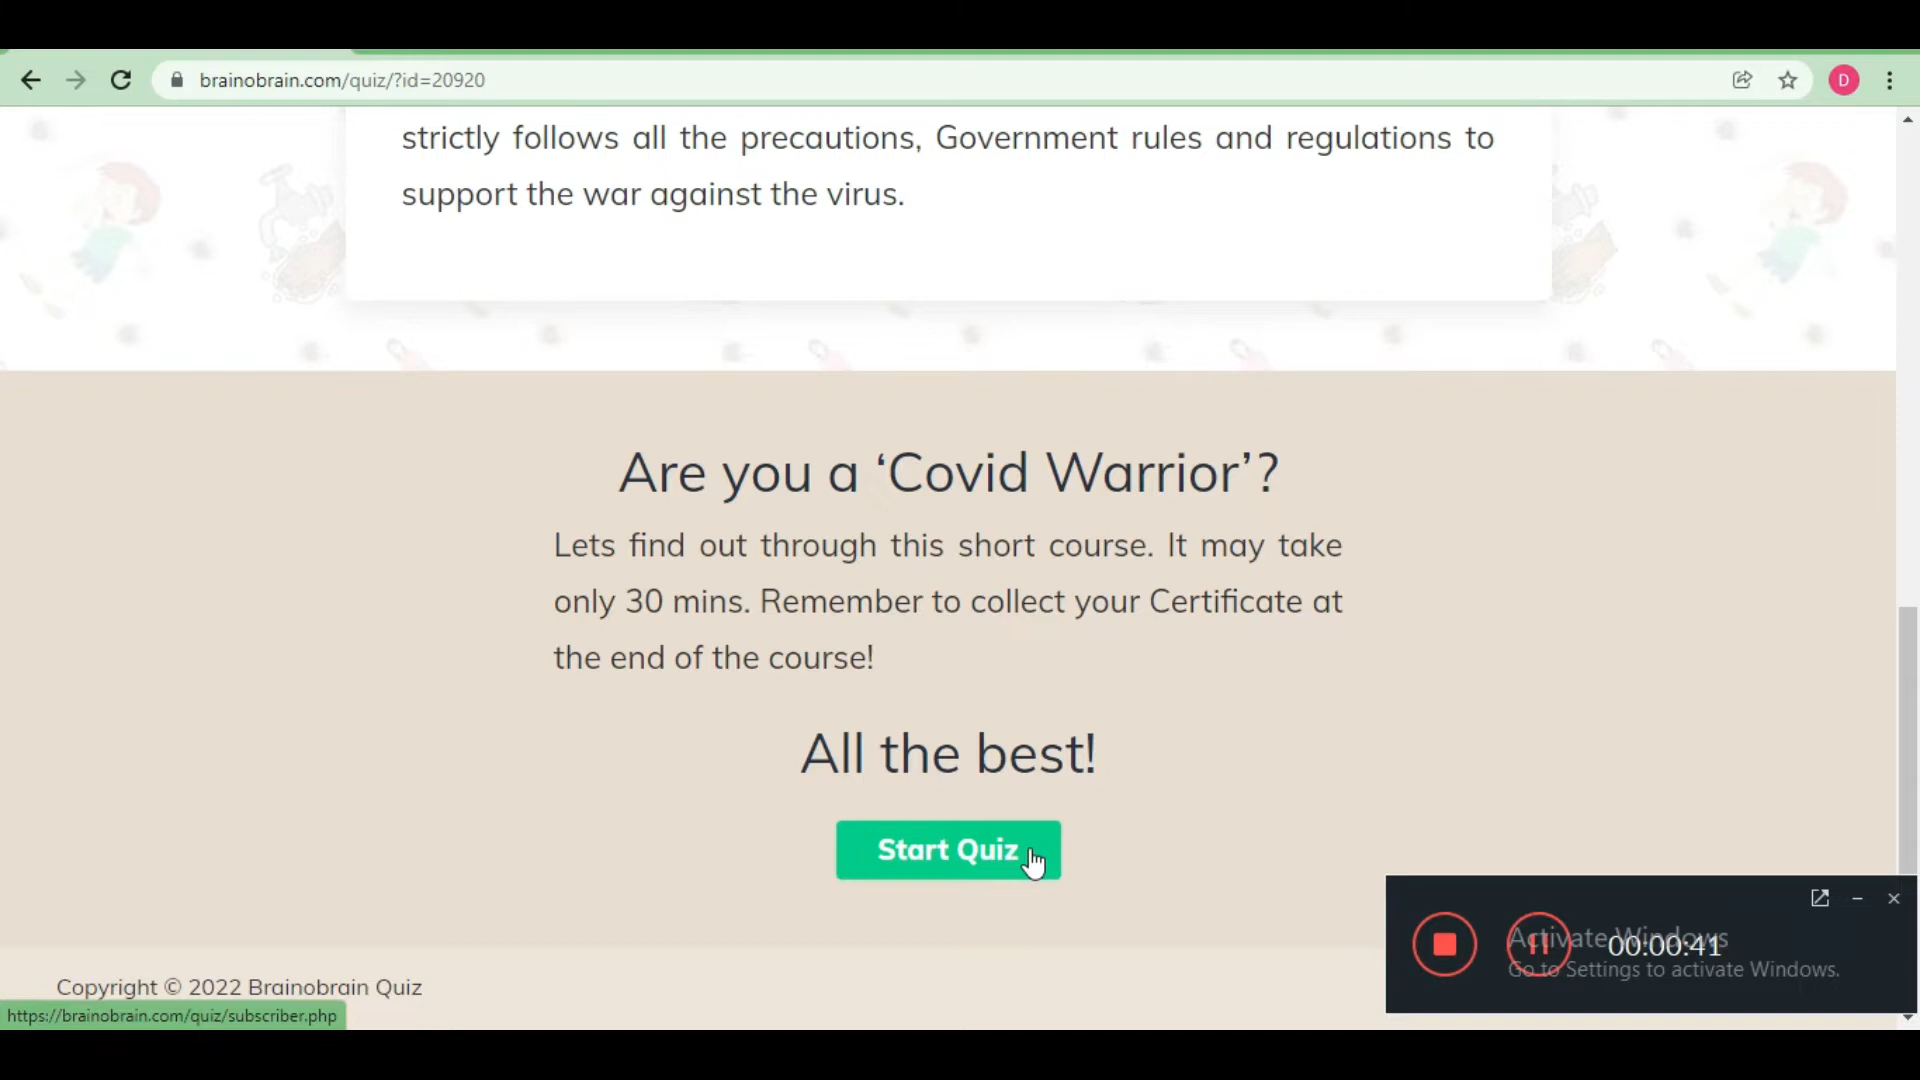 brainobrain.com/quiz/?id=20920
D
strictly follows all the precautions, Government rules and regulations to
support the war against the virus.
Are you a ‘Covid Warrior’?
Lets find out through this short course. It may take
only 30 mins. Remember to collect your Certificate at
the end of the course!
All the best!
Start Quiz
Activate Windows
00:00:41
Go to Settings to activate Windows.
Copyright © 2022 Brainobrain Quiz
https://brainobrain.com/quiz/subscriber.php